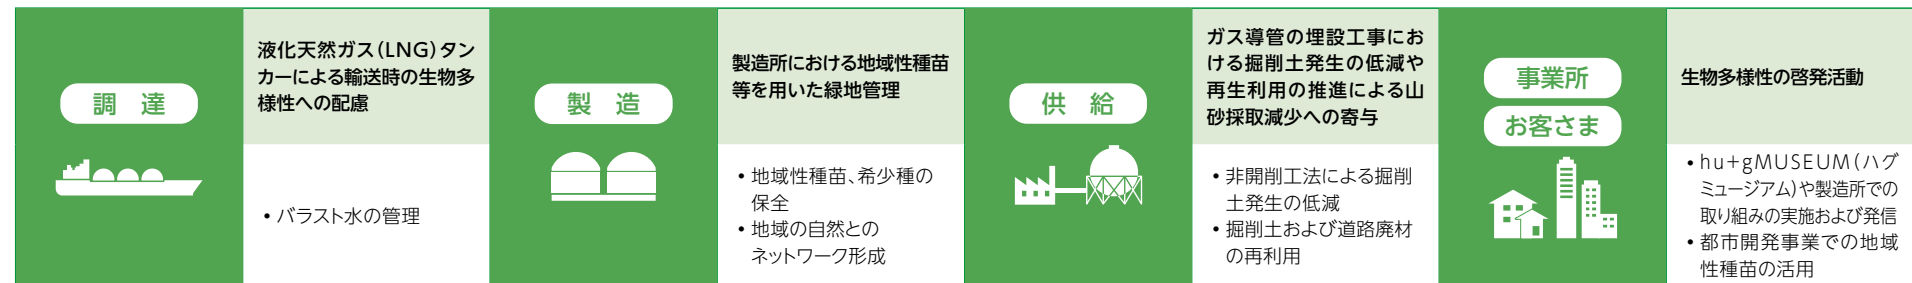 調達
液化天然ガス(LNG)タン
カーによる輸送時の生物多
様性への配慮
•バラスト水の管理
製造
製造所における地域性種苗
等を用いた緑地管理
•地域性種苗、希少種の
保全
•地域の自然との
ネットワーク形成
供給
ガス導管の埋設工事にお
ける掘削土発生の低減や
再生利用の推進による山
砂採取減少への寄与
•非開削工法による掘削
土発生の低減
•掘削土および道路廃材
の再利用
事業所
お客さま
生物多様性の啓発活動
•hu+gMUSEUM(ハグ
ミュージアム)や製造所での
取り組みの実施および発信
•都市開発事業での地域
性種苗の活用